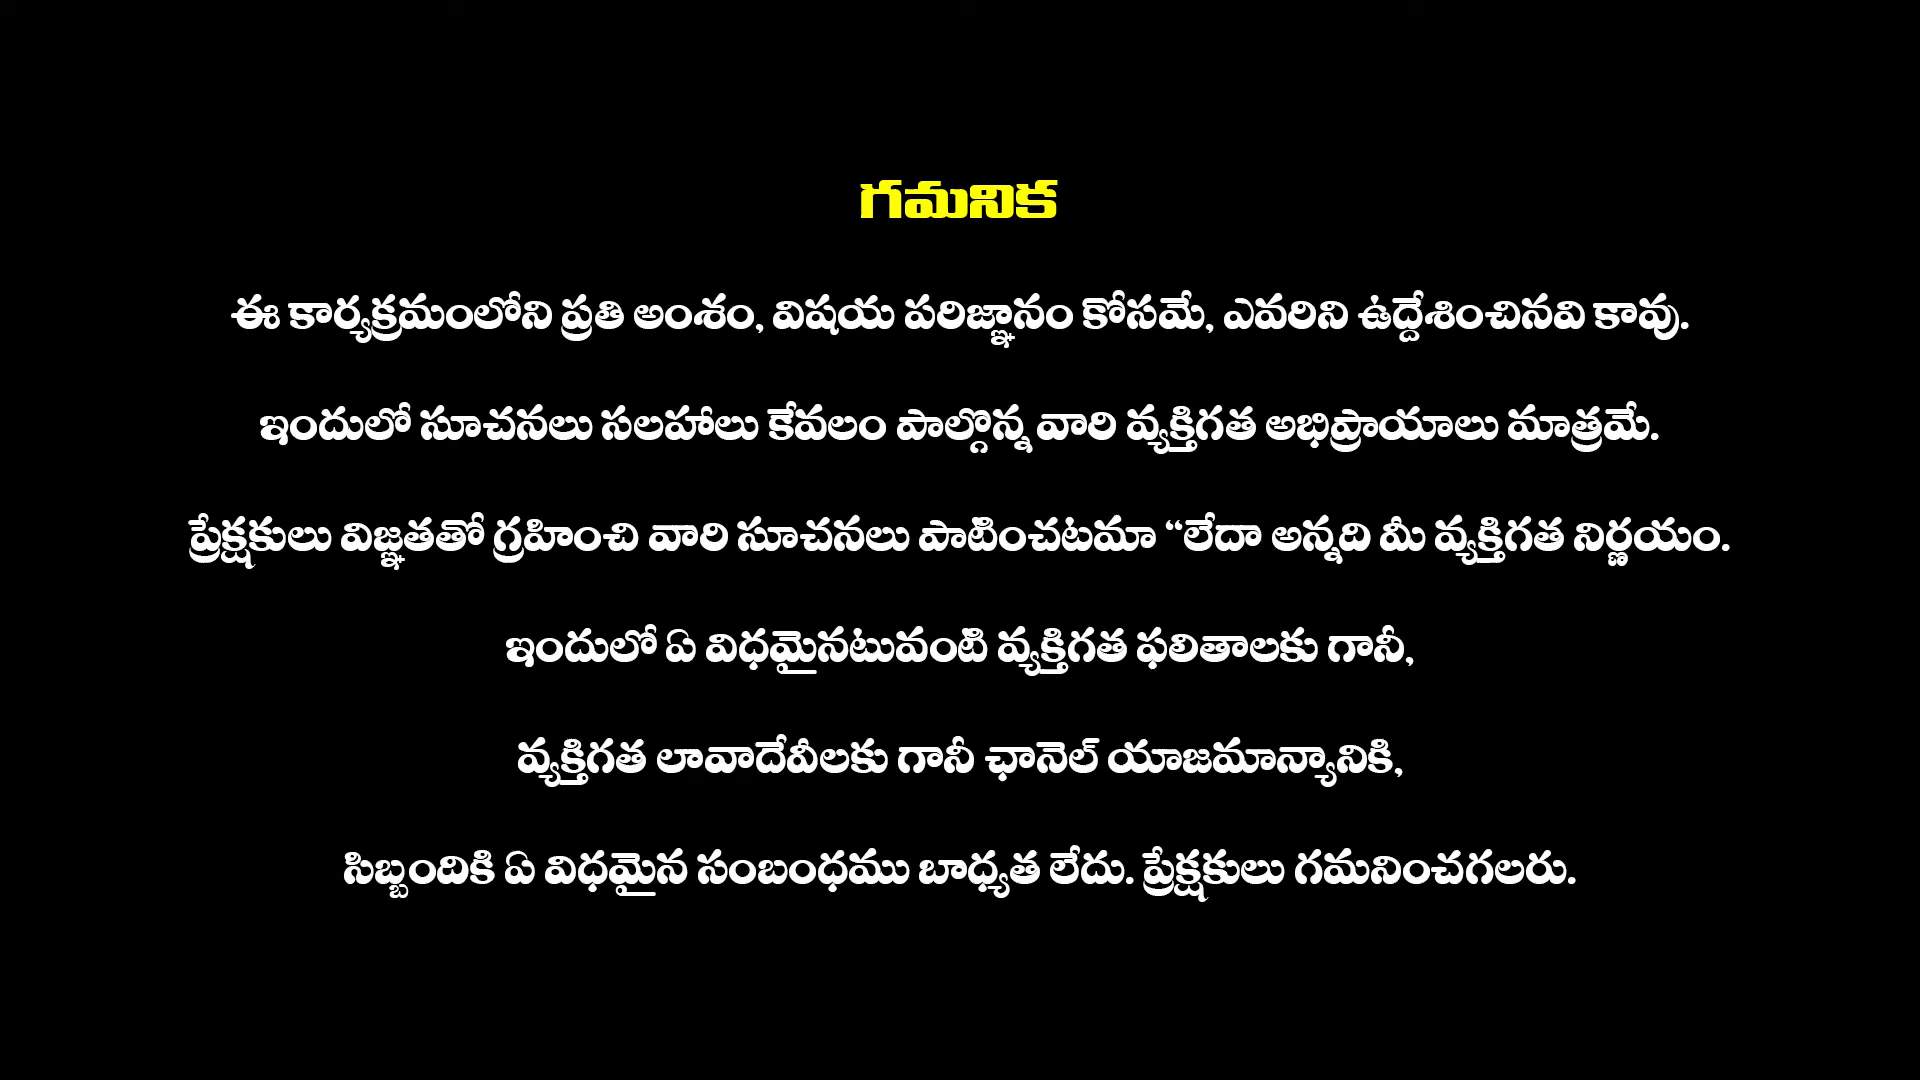 గమనిక
ఈ కార్యక్రమంలోని ప్రతి అంశం, విషయ పరిజ్ఞానం కోసమే, ఎవరిని ఉద్దేశించినవి కావు.
ఇందులో సూచనలు సలహాలు కేవలం పాల్గొన్న వారి వ్యక్తిగత అభిప్రాయాలు మాత్రమే.
ప్రేక్షకులు విజ్ఞతతో గ్రహించి వారి సూచనలు పాటించటమా “లేదా అన్నది మీ వ్యక్తిగత నిర్ణయం.
ఇందులో ఏ విధమైనటువంటి వ్యక్తిగత ఫలితాలకు గానీ,
వ్యక్తిగత లావాదేవీలకు గానీ ఛానెల్ యాజమాన్యానికి,
సిబ్బందికి ఏ విధమైన సంబంధము బాధ్యత లేదు. ప్రేక్షకులు గమనించగలరు.